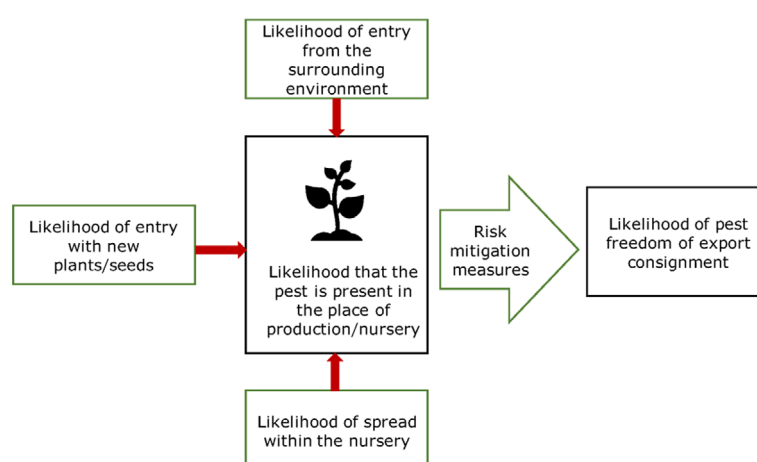 Likelihood of entry
from the
surrounding
environment
Likelihood of entry
with new
plants/seeds
Likelihood that the
pest is present in
the place of
production/nursery
Risk
mitigation
measures
Likelihood of pest
freedom of export
consignment
Likelihood of spread
within the nursery